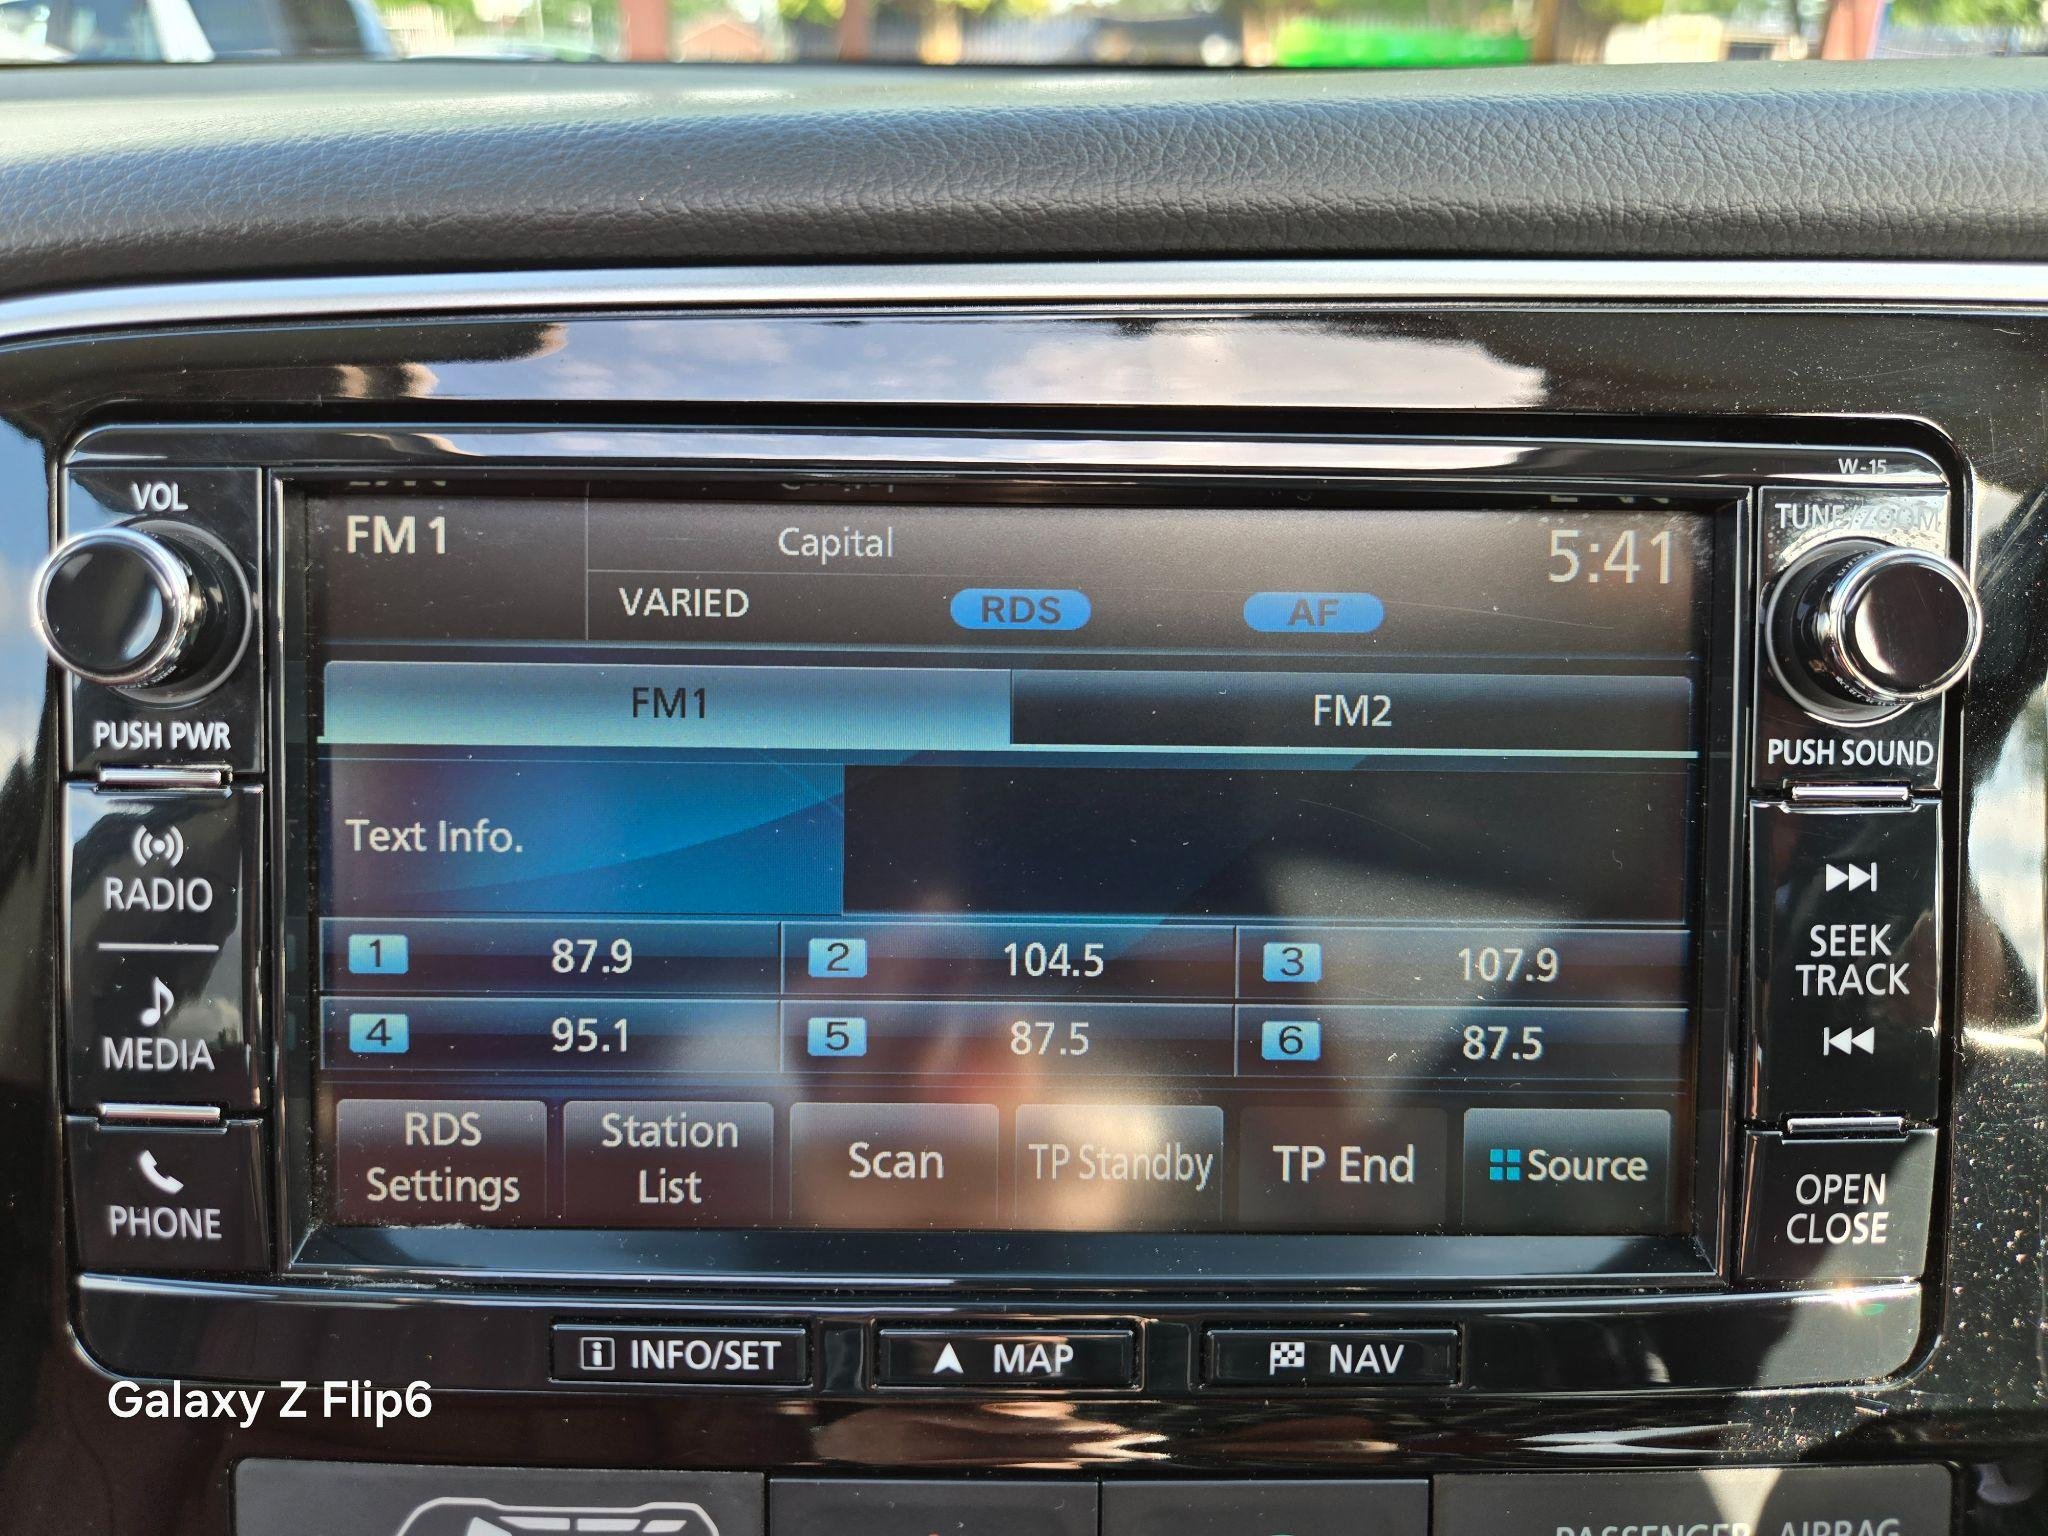 W-15
VOL
TUNE/ZOOM
FM1
Capital
5:41
VARIED
RDS
AF
FM1
FM2
PUSH PWR
PUSH SOUND
Text Info.
RADIO
SEEK
TRACK
1 87.9
2 104.5
3 107.9
MEDIA
4 95.1
5 87.5
6 87.5
RDS
Settings
Station
List
Scan
TP Standby
TP End
Source
PHONE
OPEN
CLOSE
INFO/SET
MAP
NAV
Galaxy Z Flip6
PASSENGER AIRBAG